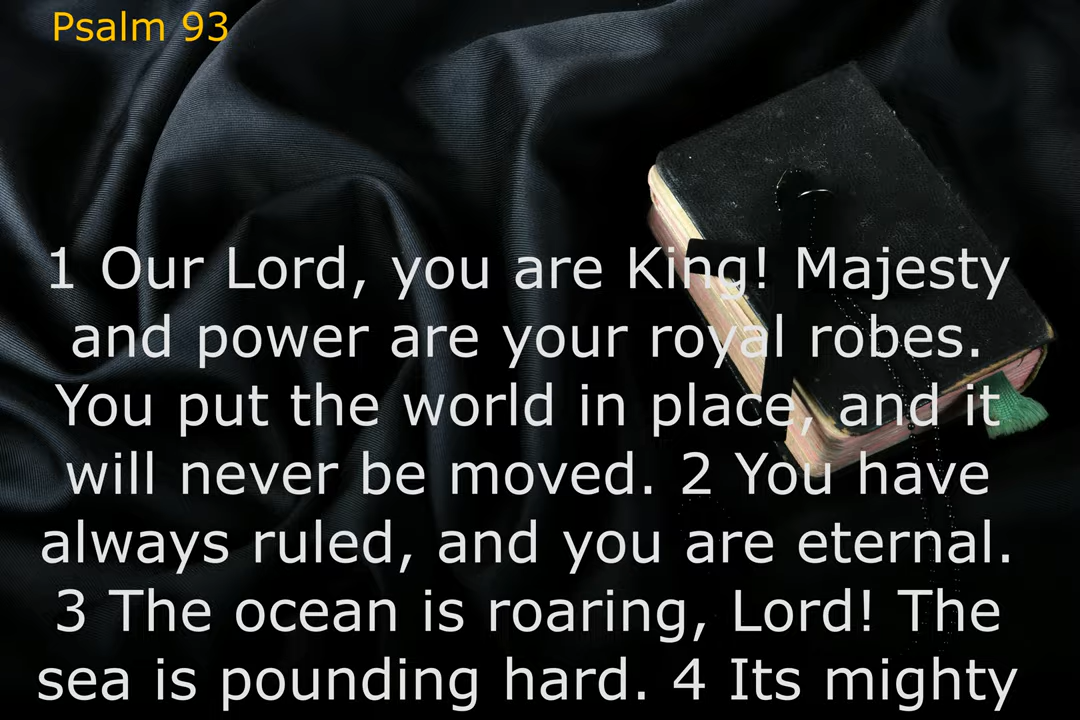 Psalm 93
1 Our Lord, you are King! Majesty
and power are your royal robes.
You put the world in place, and it
will never be moved. 2 You have
always ruled, and you are eternal.
3 The ocean is roaring, Lord! The
sea is pounding hard. 4 Its mighty